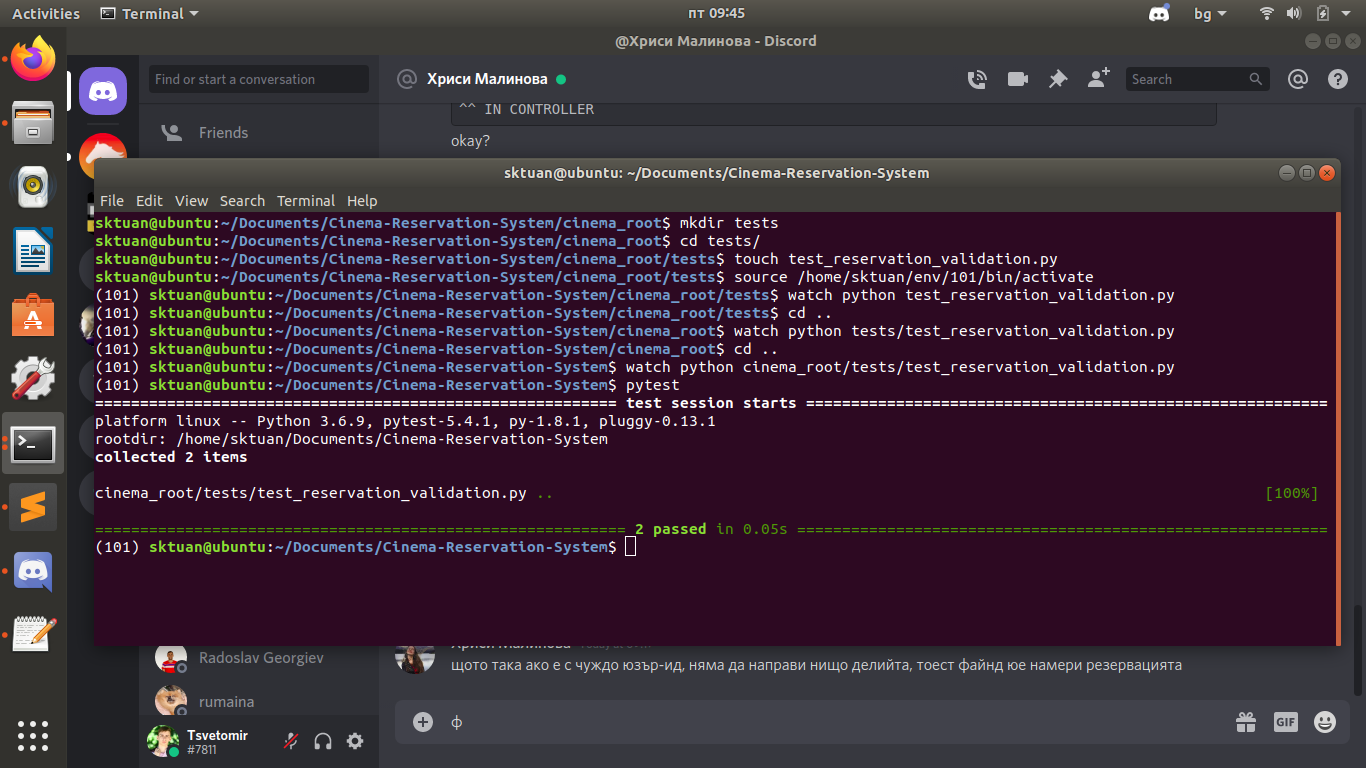 Activities
Terminal
пт 09:45
bg
@Хриси Малинова - Discord
Find or start a conversation
Хриси Малинова
Search
Friends
^^ IN CONTROLLER
okay?
sktuan@ubuntu: ~/Documents/Cinema-Reservation-System
File Edit View Search Terminal Help
sktuan@ubuntu:~/Documents/Cinema-Reservation-System/cinema_root$ mkdir tests
sktuan@ubuntu:~/Documents/Cinema-Reservation-System/cinema_root$ cd tests/
sktuan@ubuntu:~/Documents/Cinema-Reservation-System/cinema_root/tests$ touch test_reservation_validation.py
sktuan@ubuntu:~/Documents/Cinema-Reservation-System/cinema_root/tests$ source /home/sktuan/env/101/bin/activate
(101) sktuan@ubuntu:~/Documents/Cinema-Reservation-System/cinema_root/tests$ watch python test_reservation_validation.py
(101) sktuan@ubuntu:~/Documents/Cinema-Reservation-System/cinema_root/tests$ cd ..
(101) sktuan@ubuntu:~/Documents/Cinema-Reservation-System/cinema_root$ watch python tests/test_reservation_validation.py
(101) sktuan@ubuntu:~/Documents/Cinema-Reservation-System/cinema_root$ cd ..
(101) sktuan@ubuntu:~/Documents/Cinema-Reservation-System$ watch python cinema_root/tests/test_reservation_validation.py
(101) sktuan@ubuntu:~/Documents/Cinema-Reservation-System$ pytest
========================================================== test session starts ==========================================================
platform linux -- Python 3.6.9, pytest-5.4.1, py-1.8.1, pluggy-0.13.1
rootdir: /home/sktuan/Documents/Cinema-Reservation-System
collected 2 items
cinema_root/tests/test_reservation_validation.py .. [100%]
=========================================================== 2 passed in 0.05s ===========================================================
(101) sktuan@ubuntu:~/Documents/Cinema-Reservation-System$
Хриси Малинова
Radoslav Georgiev
щото така ако е с чуждо юзър-ид, няма да направи нищо делийта, тоест файнд юе намери резервацията
rumaina
ф
GIF
Tsvetomir
#7811